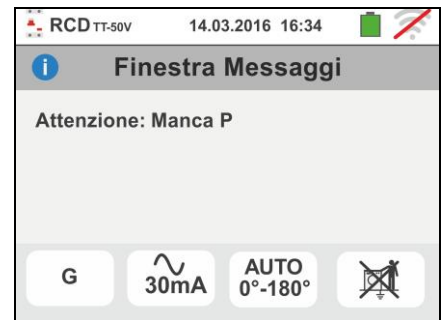 RCD TT-50V 14.03.2016 16:34
i Finestra Messaggi
Attenzione: Manca P
G 30mA AUTO
0°-180°